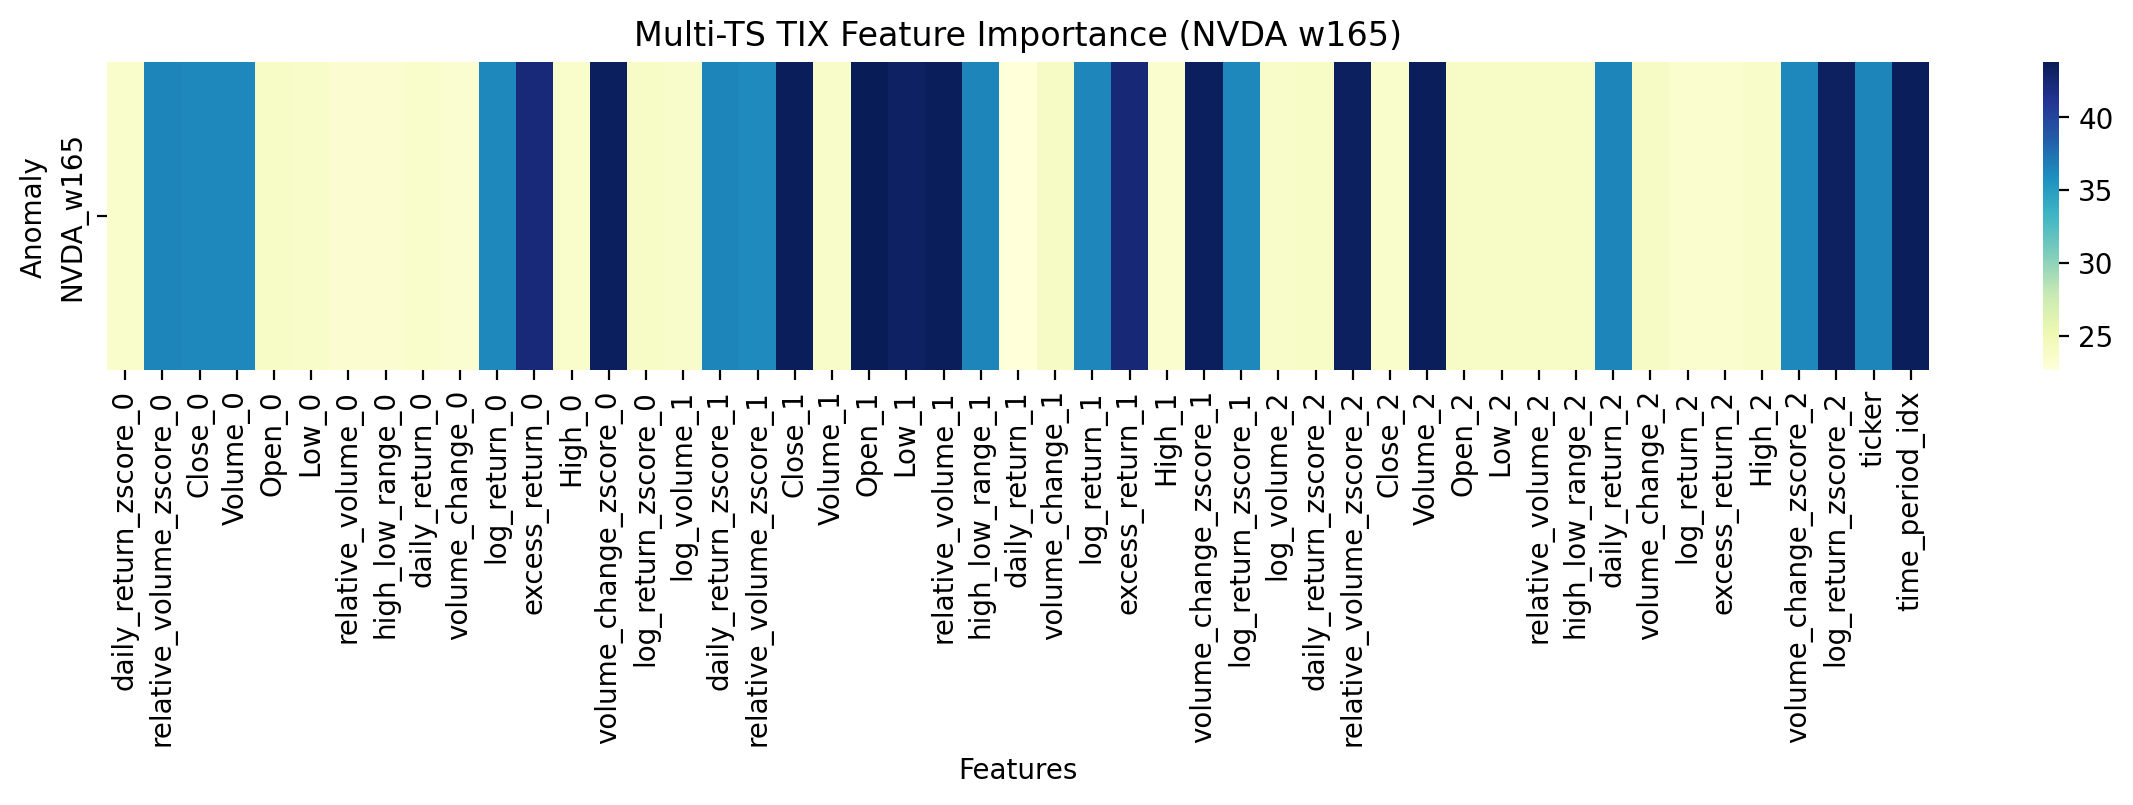 Multi-TS TIX Feature Importance (NVDA w165)
Anomaly
NVDA_w165
40
35
30
25
daily_return_zscore_0
relative_volume_zscore_0
Close_0
Volume_0
Open_0
Low_0
relative_volume_0
high_low_range_0
daily_return_0
volume_change_0
log_return_0
excess_return_0
High_0
volume_change_zscore_0
log_return_zscore_0
log_volume_1
daily_return_zscore_1
relative_volume_zscore_1
Close_1
Volume_1
Open_1
Low_1
relative_volume_1
high_low_range_1
daily_return_1
volume_change_1
log_return_1
excess_return_1
High_1
volume_change_zscore_1
log_return_zscore_1
log_volume_2
daily_return_zscore_2
relative_volume_zscore_2
Close_2
Volume_2
Open_2
Low_2
relative_volume_2
high_low_range_2
daily_return_2
volume_change_2
log_return_2
excess_return_2
High_2
volume_change_zscore_2
log_return_zscore_2
ticker
time_period_idx
Features